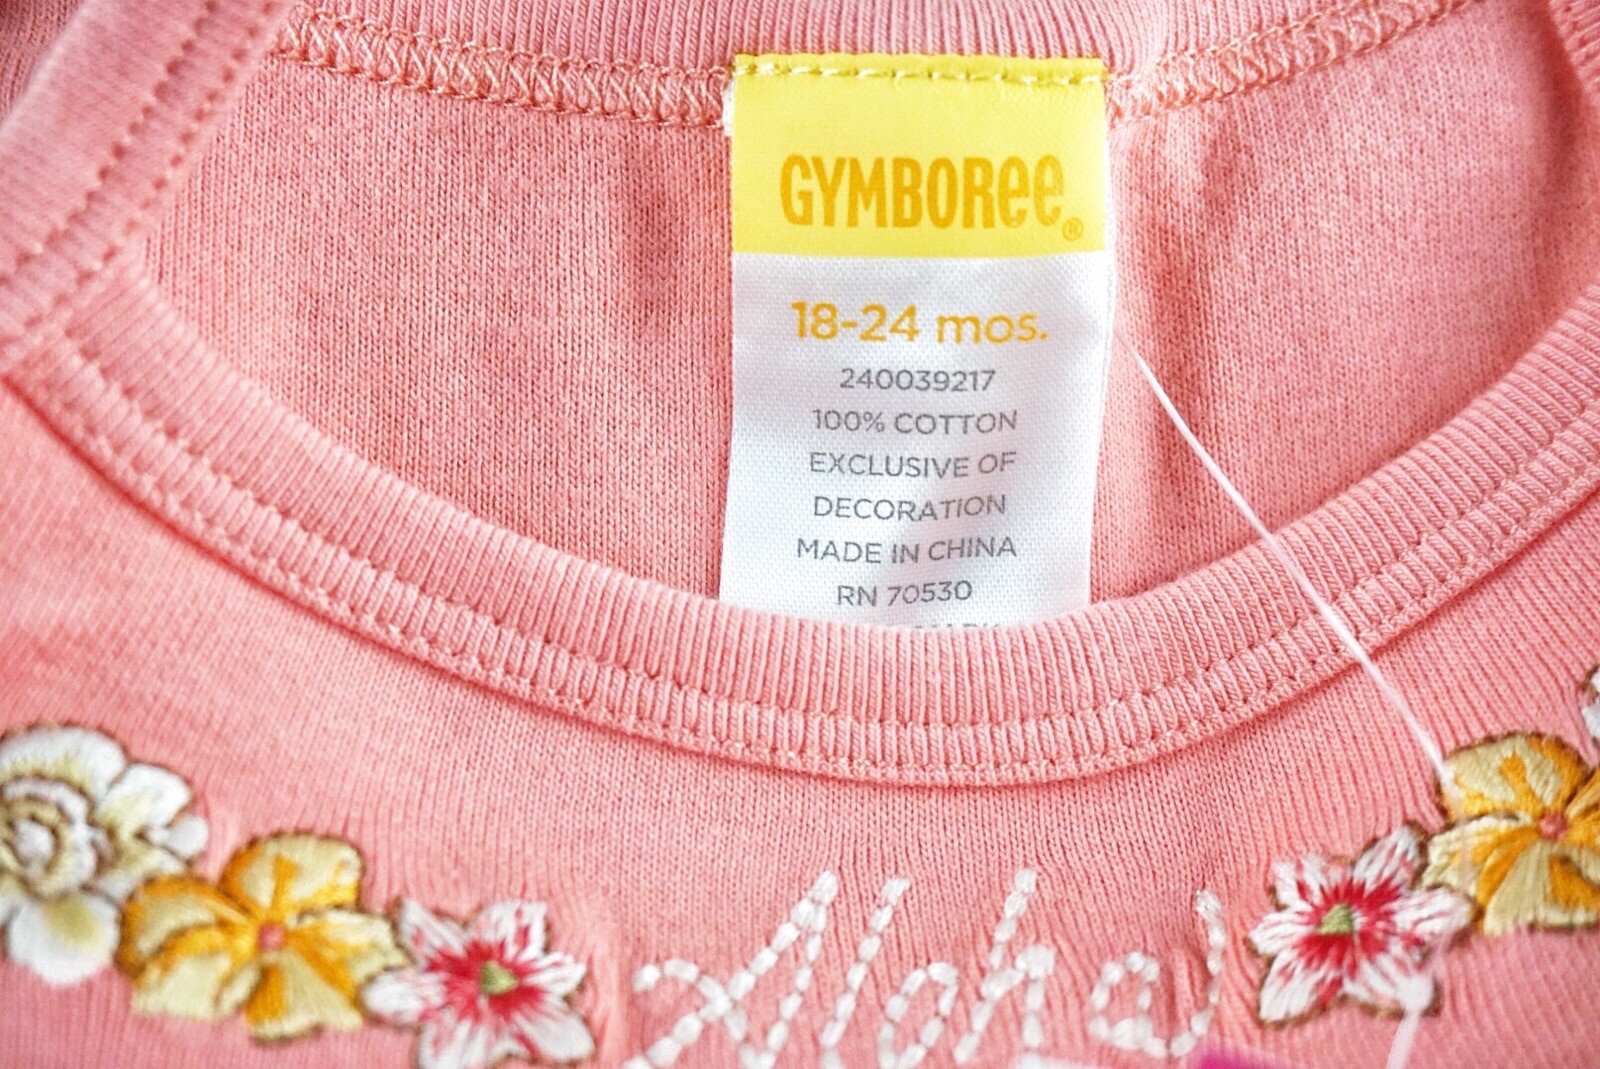 GYMBOREE®
18-24 mos.
240039217
100% COTTON
EXCLUSIVE OF
DECORATION
MADE IN CHINA
RN 70530
Aloha